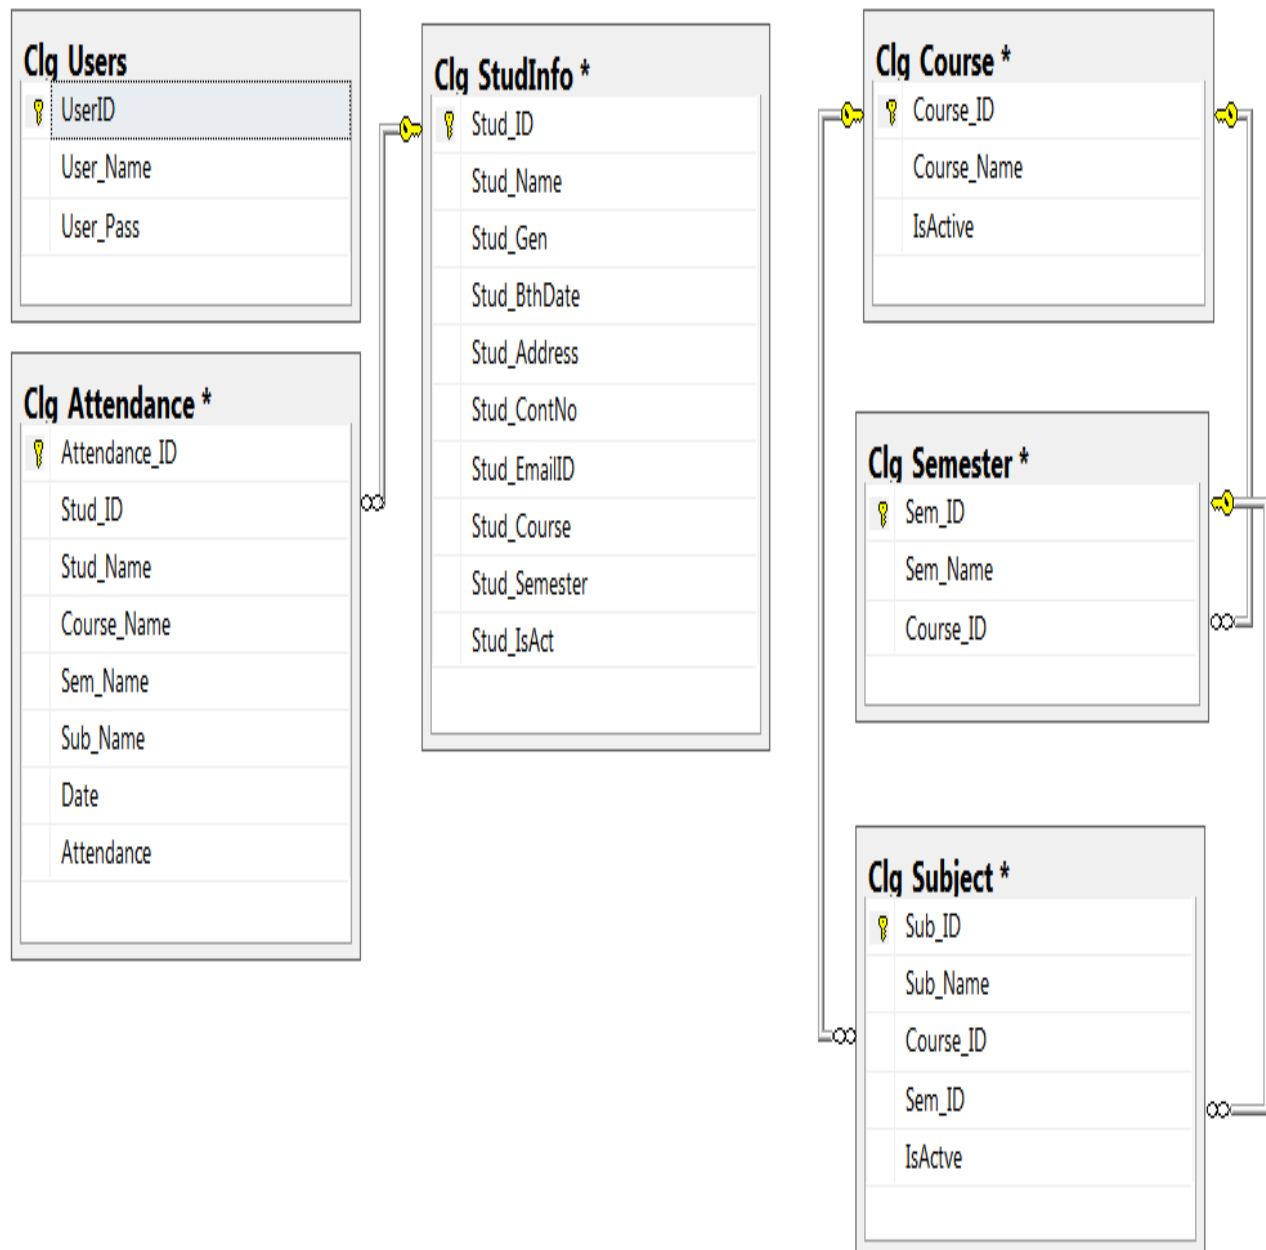 Clg Users
UserID
User_Name
User_Pass
Clg Attendance *
Attendance_ID
Stud_ID
Stud_Name
Course_Name
Sem_Name
Sub_Name
Date
Attendance
Clg StudInfo *
Stud_ID
Stud_Name
Stud_Gen
Stud_BthDate
Stud_Address
Stud_ContNo
Stud_EmailID
Stud_Course
Stud_Semester
Stud_IsAct
Clg Course *
Course_ID
Course_Name
IsActive
Clg Semester *
Sem_ID
Sem_Name
Course_ID
Clg Subject *
Sub_ID
Sub_Name
Course_ID
Sem_ID
IsActve